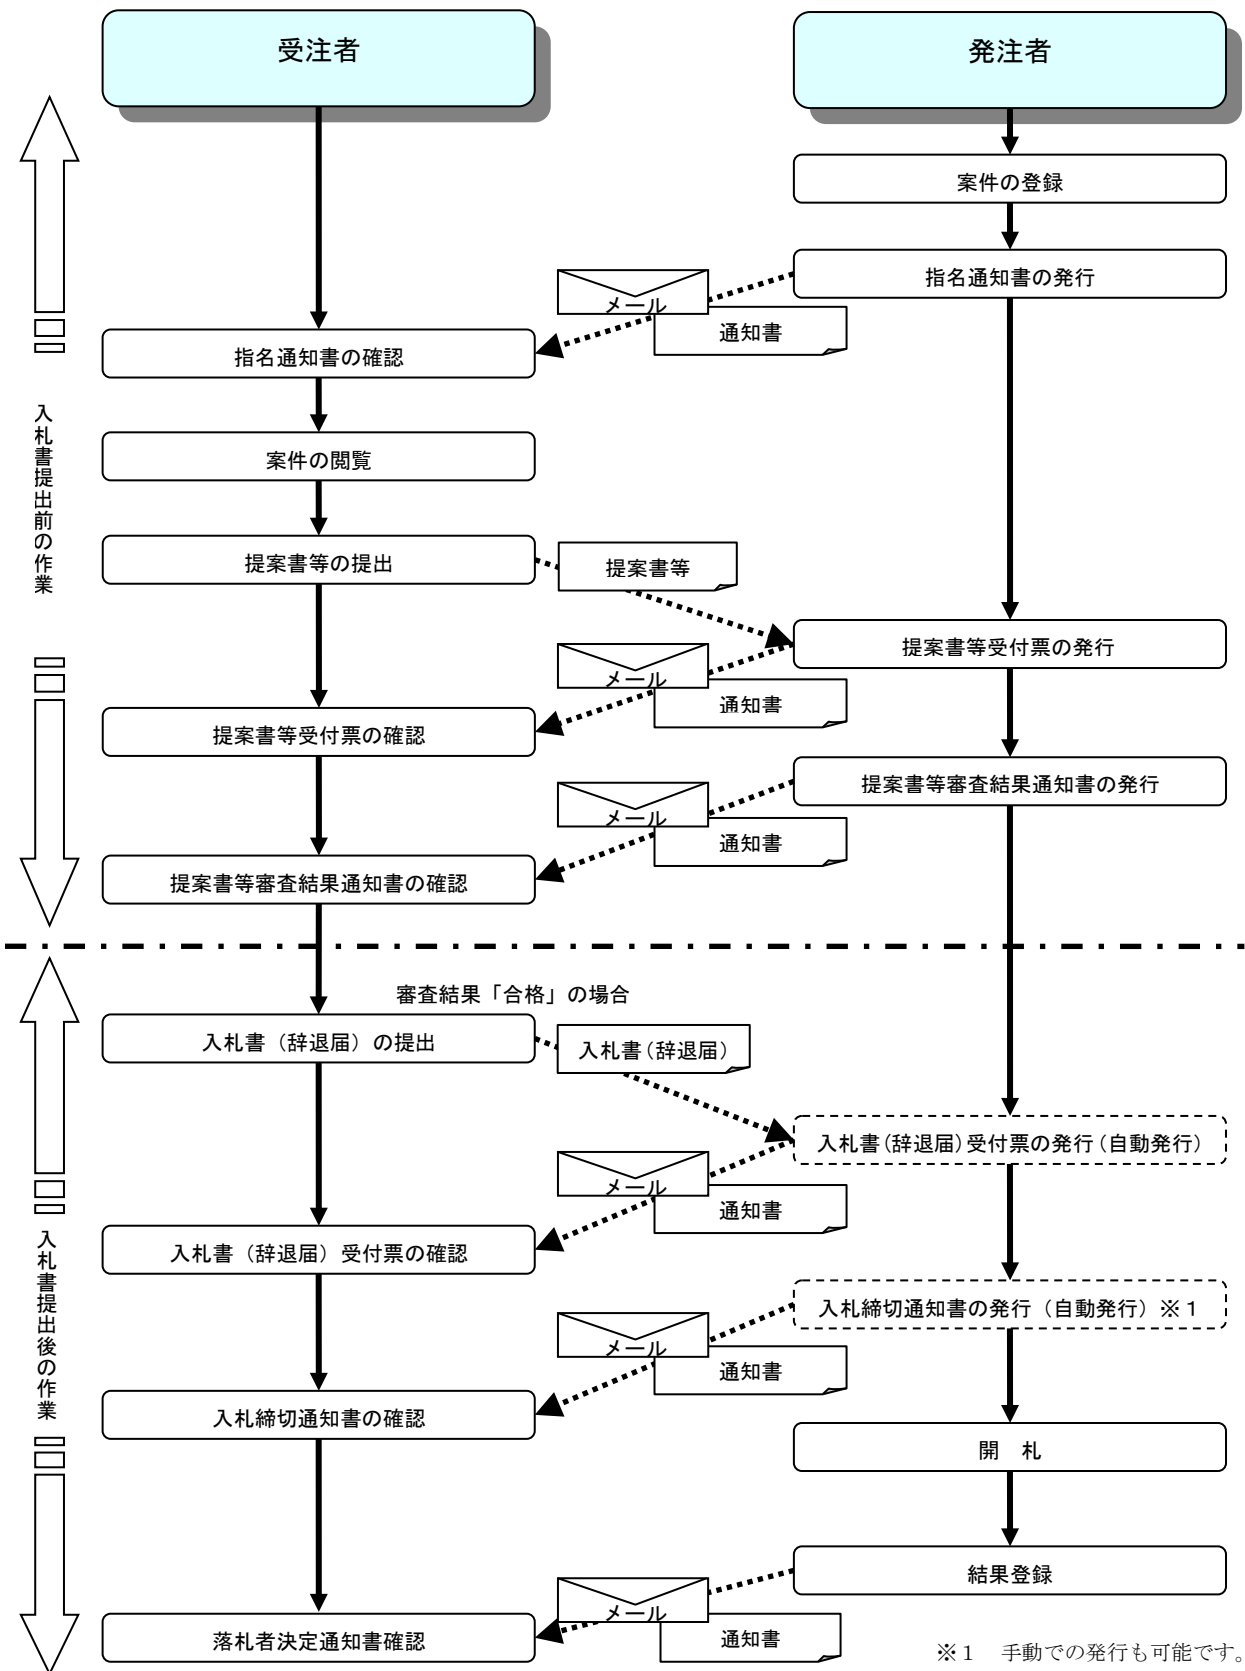 受注者
発注者
案件の登録
指名通知書の発行
メール
通知書
指名通知書の確認
案件の閲覧
提案書等の提出
提案書等
提案書等受付票の発行
メール
通知書
提案書等受付票の確認
提案書等審査結果通知書の発行
メール
通知書
提案書等審査結果通知書の確認
入札書提出前の作業
審査結果「合格」の場合
入札書（辞退届）の提出
入札書（辞退届）
入札書（辞退届）受付票の発行（自動発行）
メール
通知書
入札書（辞退届）受付票の確認
入札締切通知書の発行（自動発行）※１
メール
通知書
入札締切通知書の確認
開　札
結果登録
メール
通知書
落札者決定通知書確認
入札書提出後の作業
※１　手動での発行も可能です。